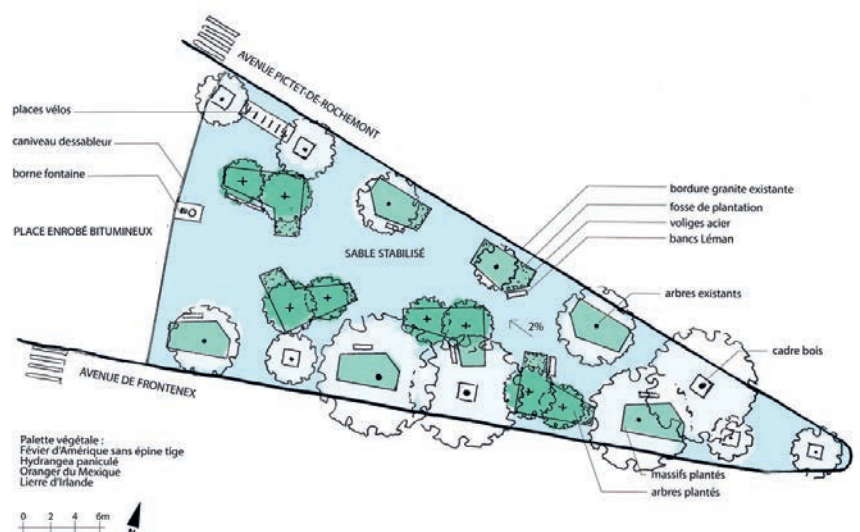 AVENUE PICTET-DE-ROCHEMONT
places vélos
caniveau dessableur
borne fontaine
PLACE ENROBÉ BITUMINEUX
SABLE STABILISÉ
bordure granite existante
fosse de plantation
voliges acier
bancs Léman
arbres existants
2%
cadre bois
AVENUE DE FRONTENEX
massifs plantés
arbres plantés
Palette végétale :
Févier d'Amérique sans épine tige
Hydrangea paniculé
Oranger du Mexique
Lierre d'Irlande
0 2 4 6m